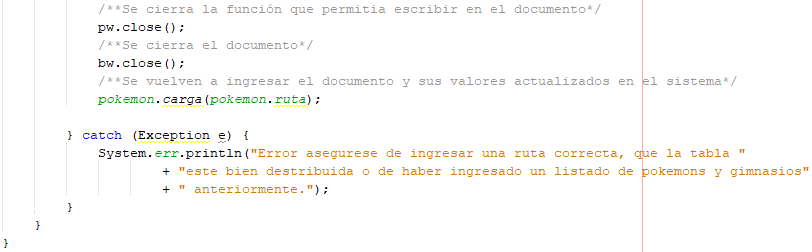 /**Se cierra la función que permitia escribir en el documento*/
pw.close();
/**Se cierra el documento*/
bw.close();
/**Se vuelven a ingresar el documento y sus valores actualizados en el sistema*/
pokemon.carga(pokemon.ruta);
} catch (Exception e) {
System.err.println("Error asegurese de ingresar una ruta correcta, que la tabla "
+ "este bien destribuida o de haber ingresado un listado de pokemons y gimnasios"
+ " anteriormente.");
}
}
}